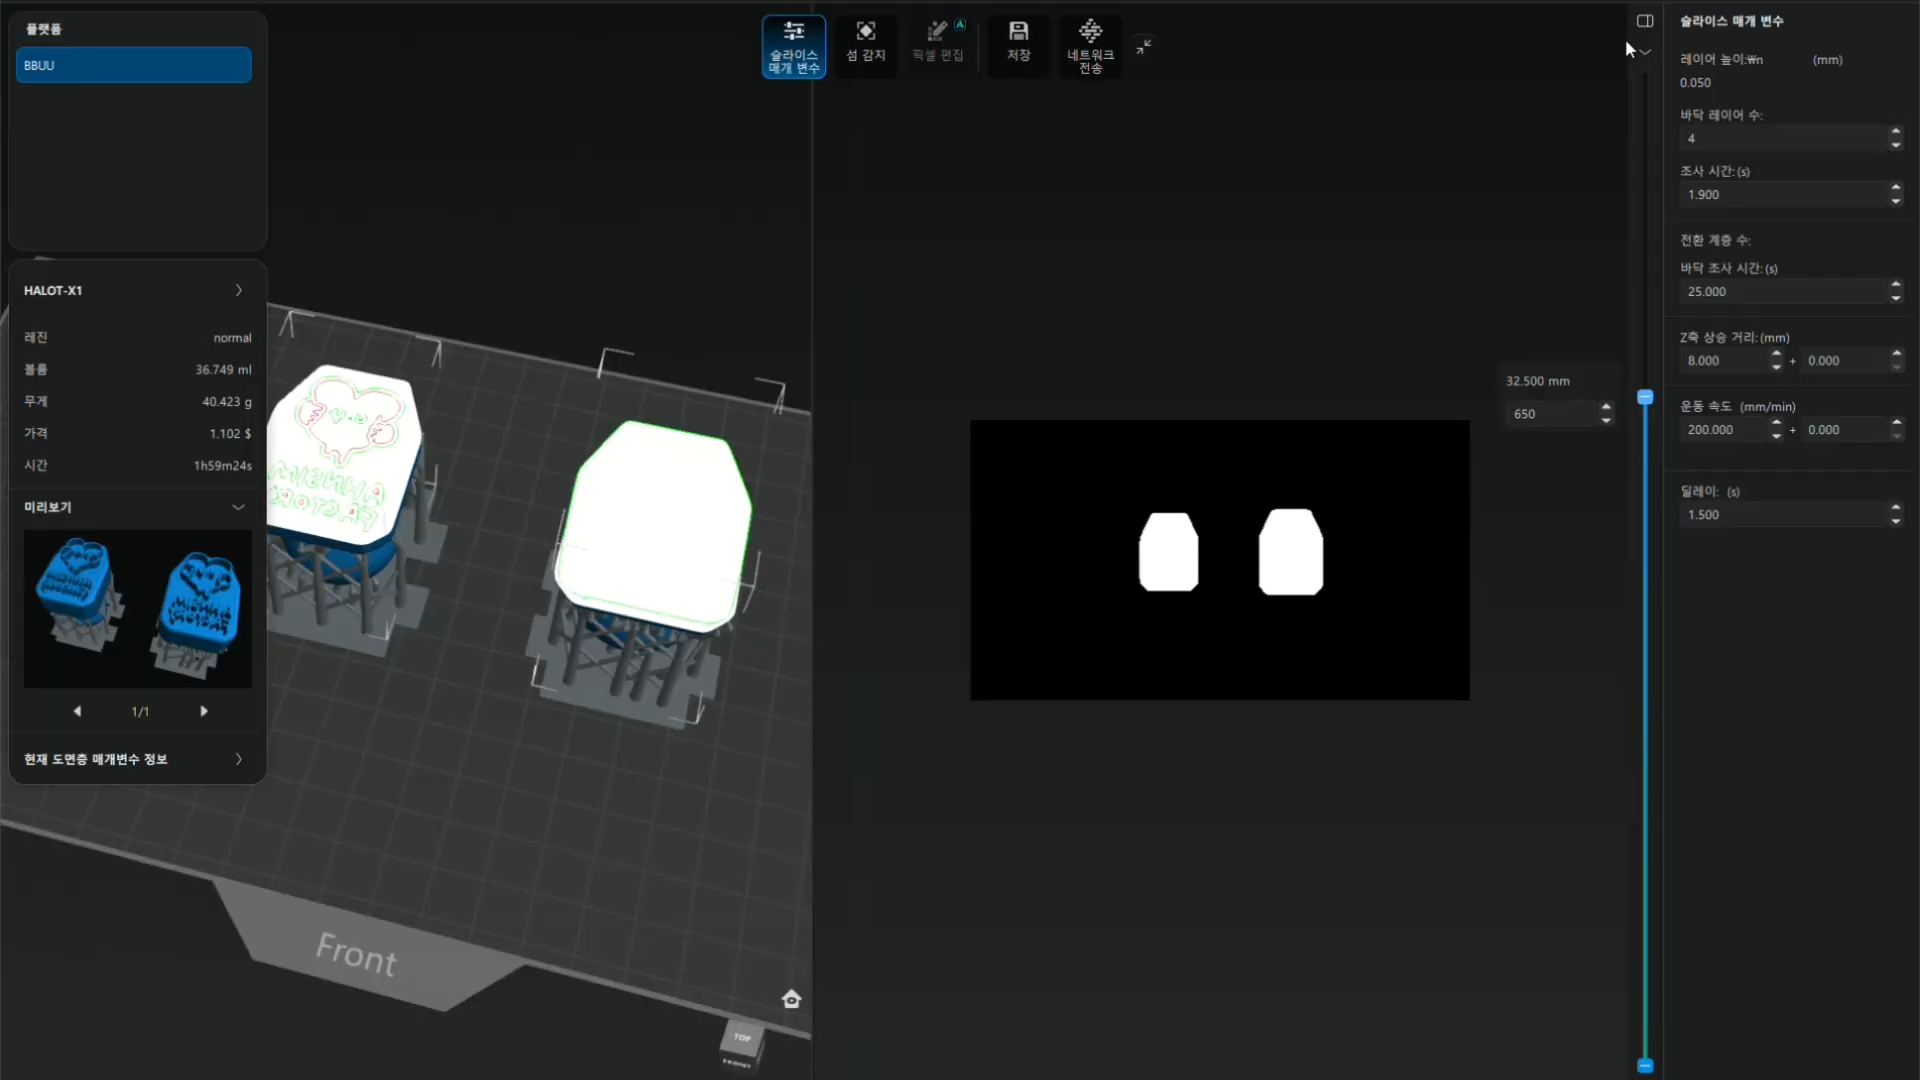 플랫폼
BBUU
HALOT-X1
레진 normal
볼륨 36.749 ml
무게 40.423 g
가격 1.102 $
시간 1h59m24s
미리보기
1/1
현재 도면층 매개변수 정보
슬라이스 매개 변수
섬 감지
픽셀 편집
A
저장
네트워크 전송
Front
TOP
FRONT
32.500 mm
650
슬라이스 매개 변수
레이어 높이:₩n (mm)
0.050
바닥 레이어 수:
4
조사 시간: (s)
1.900
전환 계층 수:
바닥 조사 시간: (s)
25.000
Z축 상승 거리: (mm)
8.000 + 0.000
운동 속도 (mm/min)
200.000 + 0.000
딜레이: (s)
1.500